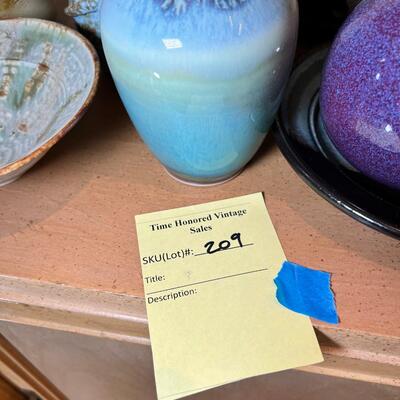 Time Honored Vintage
Sales
SKU(Lot)#: 209
Title:
Description: